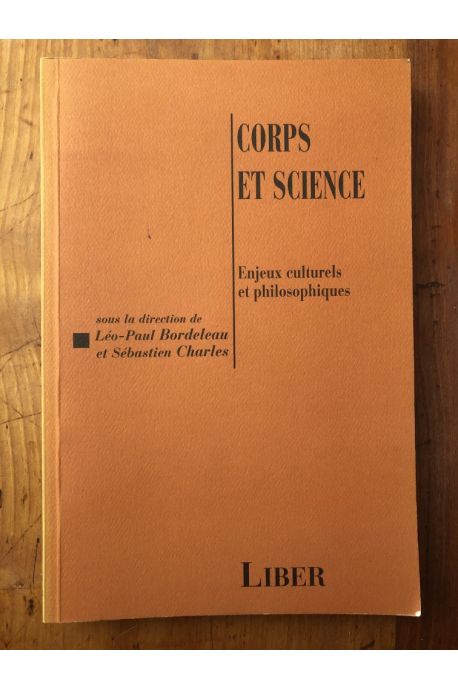 CORPS
ET SCIENCE
Enjeux culturels
et philosophiques
sous la direction de
Léo-Paul Bordeleau
et Sébastien Charles
LIBER